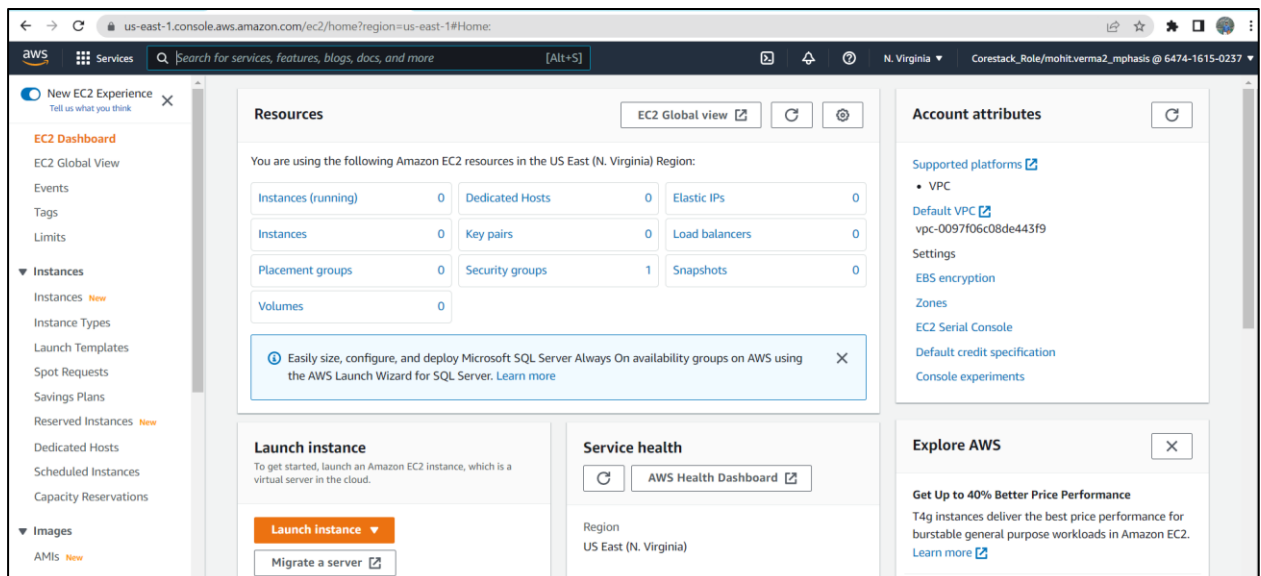 us-east-1.console.aws.amazon.com/ec2/home?region=us-east-1#Home:
aws Services Search for services, features, blogs, docs, and more [Alt+S] N. Virginia ▼ Corestack_Role/mohit.verma2_mphasis @ 6474-1615-0237 ▼
New EC2 Experience
Tell us what you think
EC2 Dashboard
EC2 Global View
Events
Tags
Limits
▼ Instances
Instances New
Instance Types
Launch Templates
Spot Requests
Savings Plans
Reserved Instances New
Dedicated Hosts
Scheduled Instances
Capacity Reservations
▼ Images
AMIs New
Resources
EC2 Global view
You are using the following Amazon EC2 resources in the US East (N. Virginia) Region:
Instances (running) 0 Dedicated Hosts 0 Elastic IPs 0
Instances 0 Key pairs 0 Load balancers 0
Placement groups 0 Security groups 1 Snapshots 0
Volumes 0
Easily size, configure, and deploy Microsoft SQL Server Always On availability groups on AWS using
the AWS Launch Wizard for SQL Server. Learn more
Launch instance
To get started, launch an Amazon EC2 instance, which is a
virtual server in the cloud.
Launch instance ▼
Migrate a server
Service health
AWS Health Dashboard
Region
US East (N. Virginia)
Account attributes
Supported platforms
• VPC
Default VPC
vpc-0097f06c08de443f9
Settings
EBS encryption
Zones
EC2 Serial Console
Default credit specification
Console experiments
Explore AWS
Get Up to 40% Better Price Performance
T4g instances deliver the best price performance for
burstable general purpose workloads in Amazon EC2.
Learn more